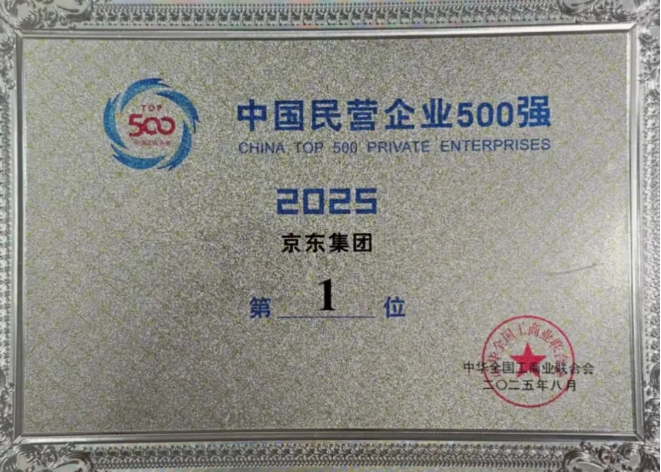 TOP
500
中国民营企业500强
CHINA TOP 500 PRIVATE ENTERPRISES
2025
京东集团
第 1 位
中华全国工商业联合会
二〇二五年八月